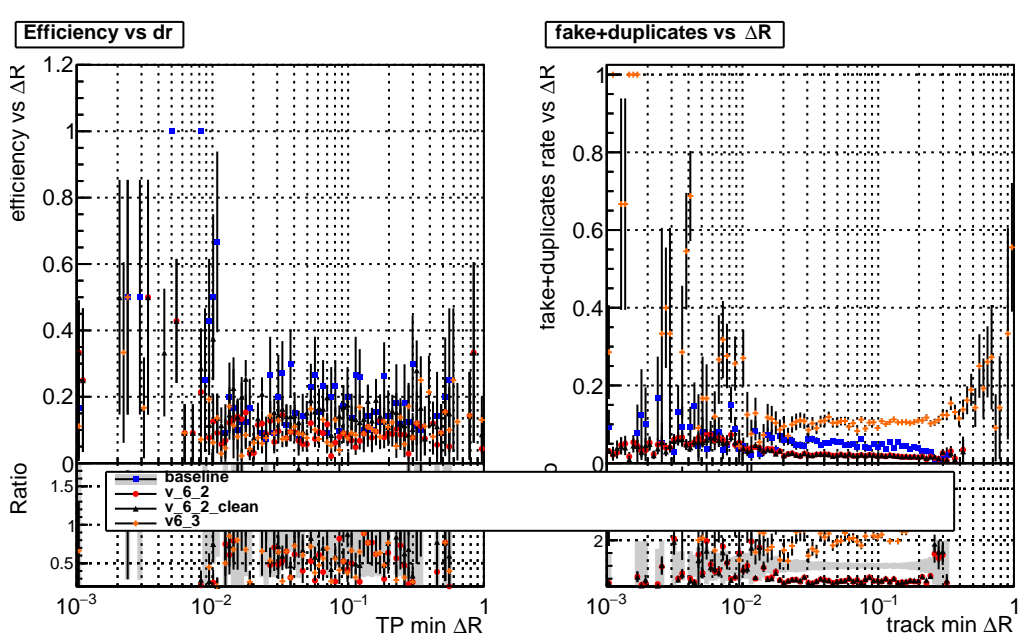 Efficiency vs dr
fake+duplicates vs ΔR
efficiency vs ΔR
1.2
1
0.8
0.6
0.4
0.2
0
fake+duplicates rate vs ΔR
1
0.8
0.6
0.4
0.2
0
Ratio
1.5
1
0.5
2
baseline
v_6_2
v_6_2_clean
v6_3
10⁻³
10⁻²
10⁻¹
1
TP min ΔR
10⁻³
10⁻²
10⁻¹
1
track min ΔR